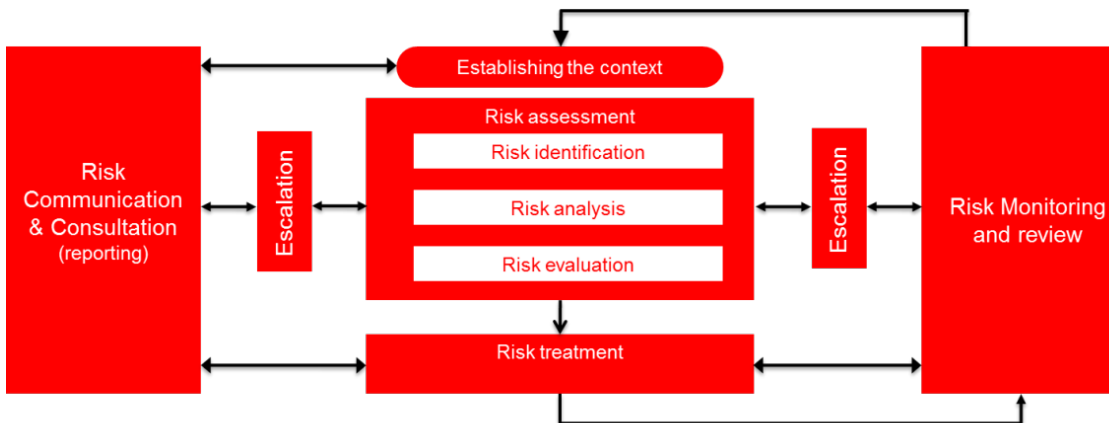 Establishing the context
Risk
Communication
& Consultation
(reporting)
Escalation
Risk assessment
Risk identification
Risk analysis
Risk evaluation
Escalation
Risk Monitoring
and review
Risk treatment